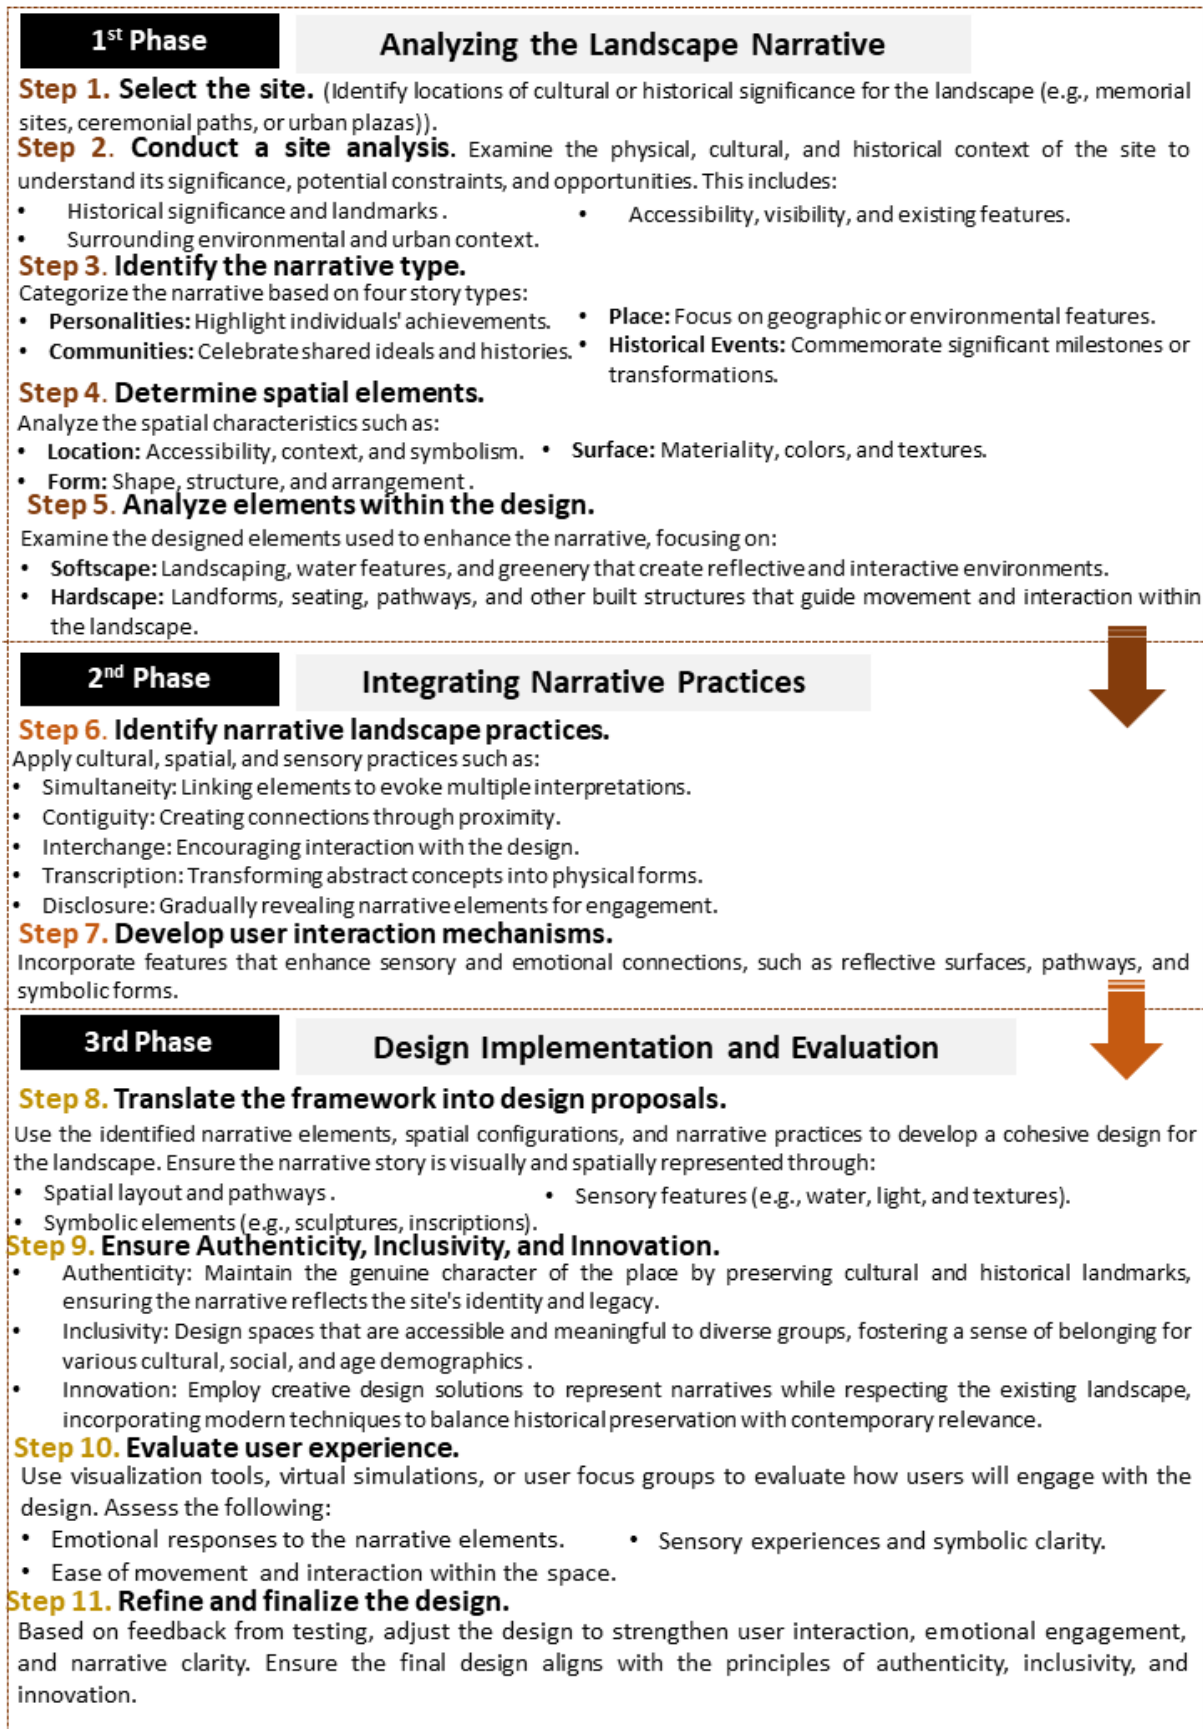 1st Phase
Analyzing the Landscape Narrative
Step 1. Select the site. (Identify locations of cultural or historical significance for the landscape (e.g., memorial
sites, ceremonial paths, or urban plazas)).
Step 2. Conduct a site analysis. Examine the physical, cultural, and historical context of the site to
understand its significance, potential constraints, and opportunities. This includes:
• Historical significance and landmarks.
• Surrounding environmental and urban context.
• Accessibility, visibility, and existing features.
Step 3. Identify the narrative type.
Categorize the narrative based on four story types:
• Personalities: Highlight individuals' achievements.
• Communities: Celebrate shared ideals and histories.
• Place: Focus on geographic or environmental features.
• Historical Events: Commemorate significant milestones or
transformations.
Step 4. Determine spatial elements.
Analyze the spatial characteristics such as:
• Location: Accessibility, context, and symbolism.
• Form: Shape, structure, and arrangement.
• Surface: Materiality, colors, and textures.
Step 5. Analyze elements within the design.
Examine the designed elements used to enhance the narrative, focusing on:
• Softscape: Landscaping, water features, and greenery that create reflective and interactive environments.
• Hardscape: Landforms, seating, pathways, and other built structures that guide movement and interaction within
the landscape.
2nd Phase
Integrating Narrative Practices
Step 6. Identify narrative landscape practices.
Apply cultural, spatial, and sensory practices such as:
• Simultaneity: Linking elements to evoke multiple interpretations.
• Contiguity: Creating connections through proximity.
• Interchange: Encouraging interaction with the design.
• Transcription: Transforming abstract concepts into physical forms.
• Disclosure: Gradually revealing narrative elements for engagement.
Step 7. Develop user interaction mechanisms.
Incorporate features that enhance sensory and emotional connections, such as reflective surfaces, pathways, and
symbolic forms.
3rd Phase
Design Implementation and Evaluation
Step 8. Translate the framework into design proposals.
Use the identified narrative elements, spatial configurations, and narrative practices to develop a cohesive design for
the landscape. Ensure the narrative story is visually and spatially represented through:
• Spatial layout and pathways.
• Symbolic elements (e.g., sculptures, inscriptions).
• Sensory features (e.g., water, light, and textures).
Step 9. Ensure Authenticity, Inclusivity, and Innovation.
• Authenticity: Maintain the genuine character of the place by preserving cultural and historical landmarks,
ensuring the narrative reflects the site's identity and legacy.
• Inclusivity: Design spaces that are accessible and meaningful to diverse groups, fostering a sense of belonging for
various cultural, social, and age demographics.
• Innovation: Employ creative design solutions to represent narratives while respecting the existing landscape,
incorporating modern techniques to balance historical preservation with contemporary relevance.
Step 10. Evaluate user experience.
Use visualization tools, virtual simulations, or user focus groups to evaluate how users will engage with the
design. Assess the following:
• Emotional responses to the narrative elements.
• Ease of movement and interaction within the space.
• Sensory experiences and symbolic clarity.
Step 11. Refine and finalize the design.
Based on feedback from testing, adjust the design to strengthen user interaction, emotional engagement,
and narrative clarity. Ensure the final design aligns with the principles of authenticity, inclusivity, and
innovation.